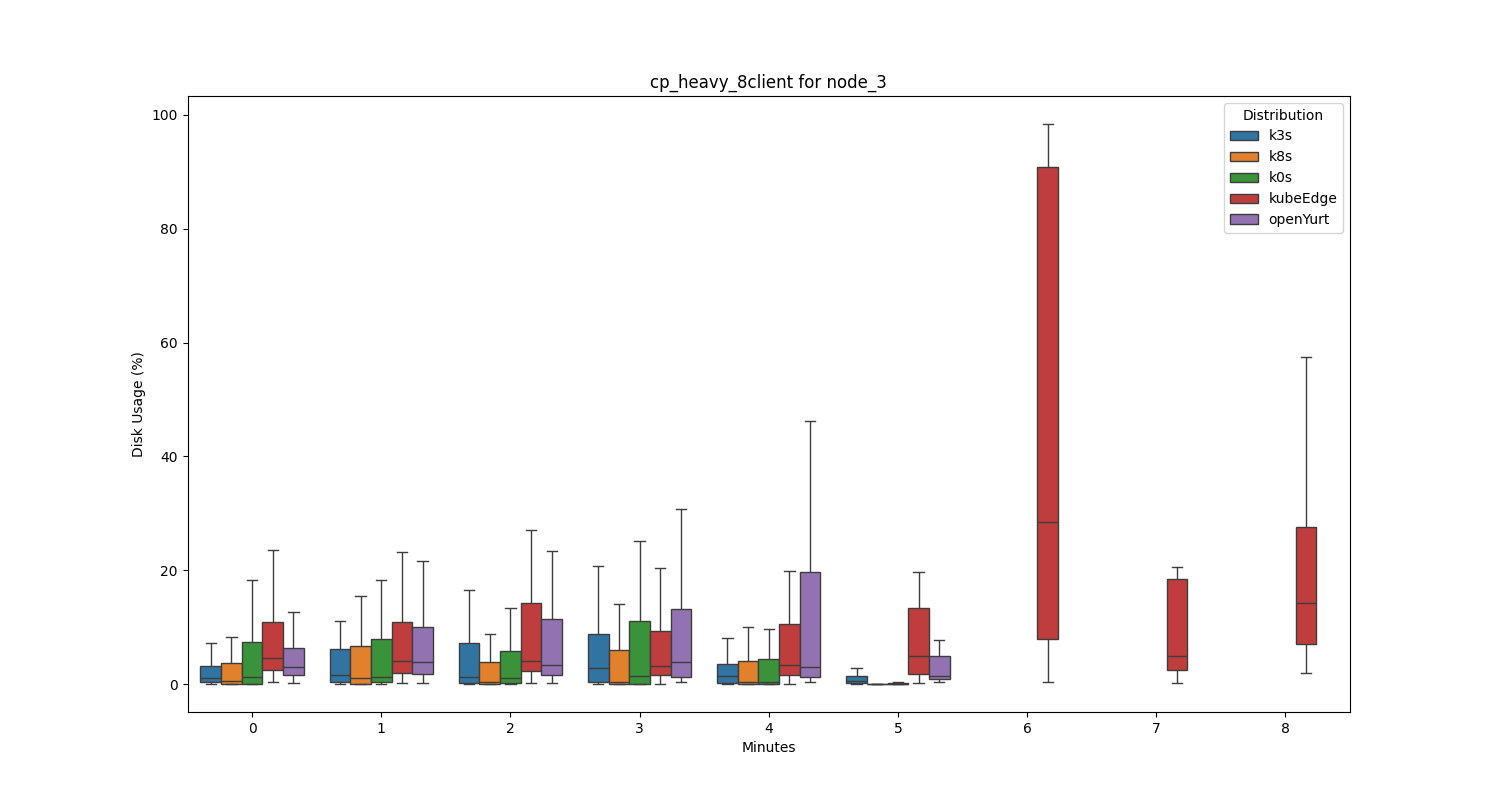 cp_heavy_8client for node_3
Disk Usage (%)
100
80
60
40
20
0
Distribution
k3s
k8s
k0s
kubeEdge
openYurt
0 1 2 3 4 5 6 7 8
Minutes